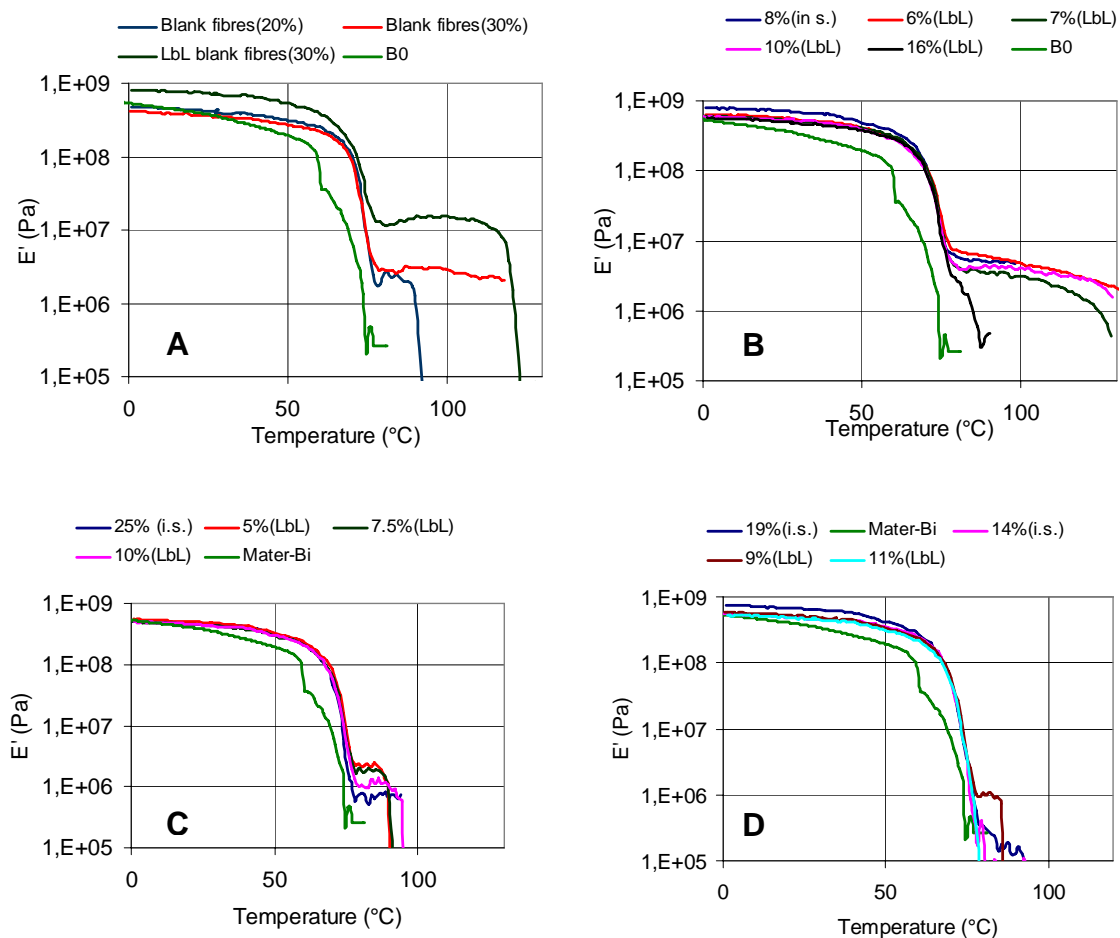 Blank fibres(20%) Blank fibres(30%)
LbL blank fibres(30%) B0
1,E+09
1,E+08
1,E+07
1,E+06
1,E+05
E' (Pa)
A
0 50 100
Temperature (°C)
8%(in s.) 6%(LbL) 7%(LbL)
10%(LbL) 16%(LbL) B0
1,E+09
1,E+08
1,E+07
1,E+06
1,E+05
E' (Pa)
B
0 50 100
Temperature (°C)
25% (i.s.) 5%(LbL) 7.5%(LbL)
10%(LbL) Mater-Bi
1,E+09
1,E+08
1,E+07
1,E+06
1,E+05
E' (Pa)
C
0 50 100
Temperature (°C)
19%(i.s.) Mater-Bi 14%(i.s.)
9%(LbL) 11%(LbL)
1,E+09
1,E+08
1,E+07
1,E+06
1,E+05
E' (Pa)
D
0 50 100
Temperature (°C)